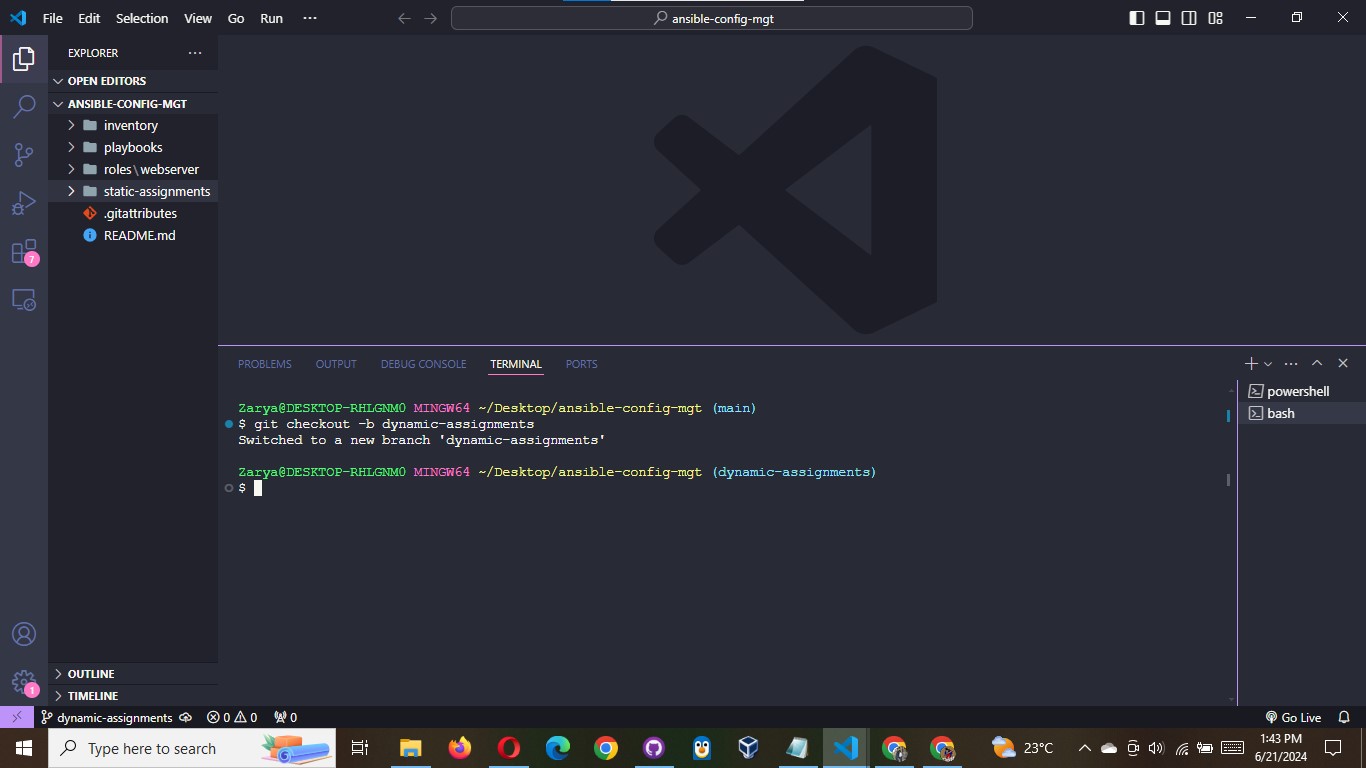 File Edit Selection View Go Run ···
ansible-config-mgt
EXPLORER
OPEN EDITORS
ANSIBLE-CONFIG-MGT
inventory
playbooks
roles\webserver
static-assignments
.gitattributes
README.md
7
PROBLEMS OUTPUT DEBUG CONSOLE TERMINAL PORTS
powershell
bash
Zarya@DESKTOP-RHLGNM0 MINGW64 ~/Desktop/ansible-config-mgt (main)
$ git checkout -b dynamic-assignments
Switched to a new branch 'dynamic-assignments'
Zarya@DESKTOP-RHLGNM0 MINGW64 ~/Desktop/ansible-config-mgt (dynamic-assignments)
$
OUTLINE
1
TIMELINE
dynamic-assignments 0 0 0 Go Live
Type here to search
23°C
1:43 PM
6/21/2024